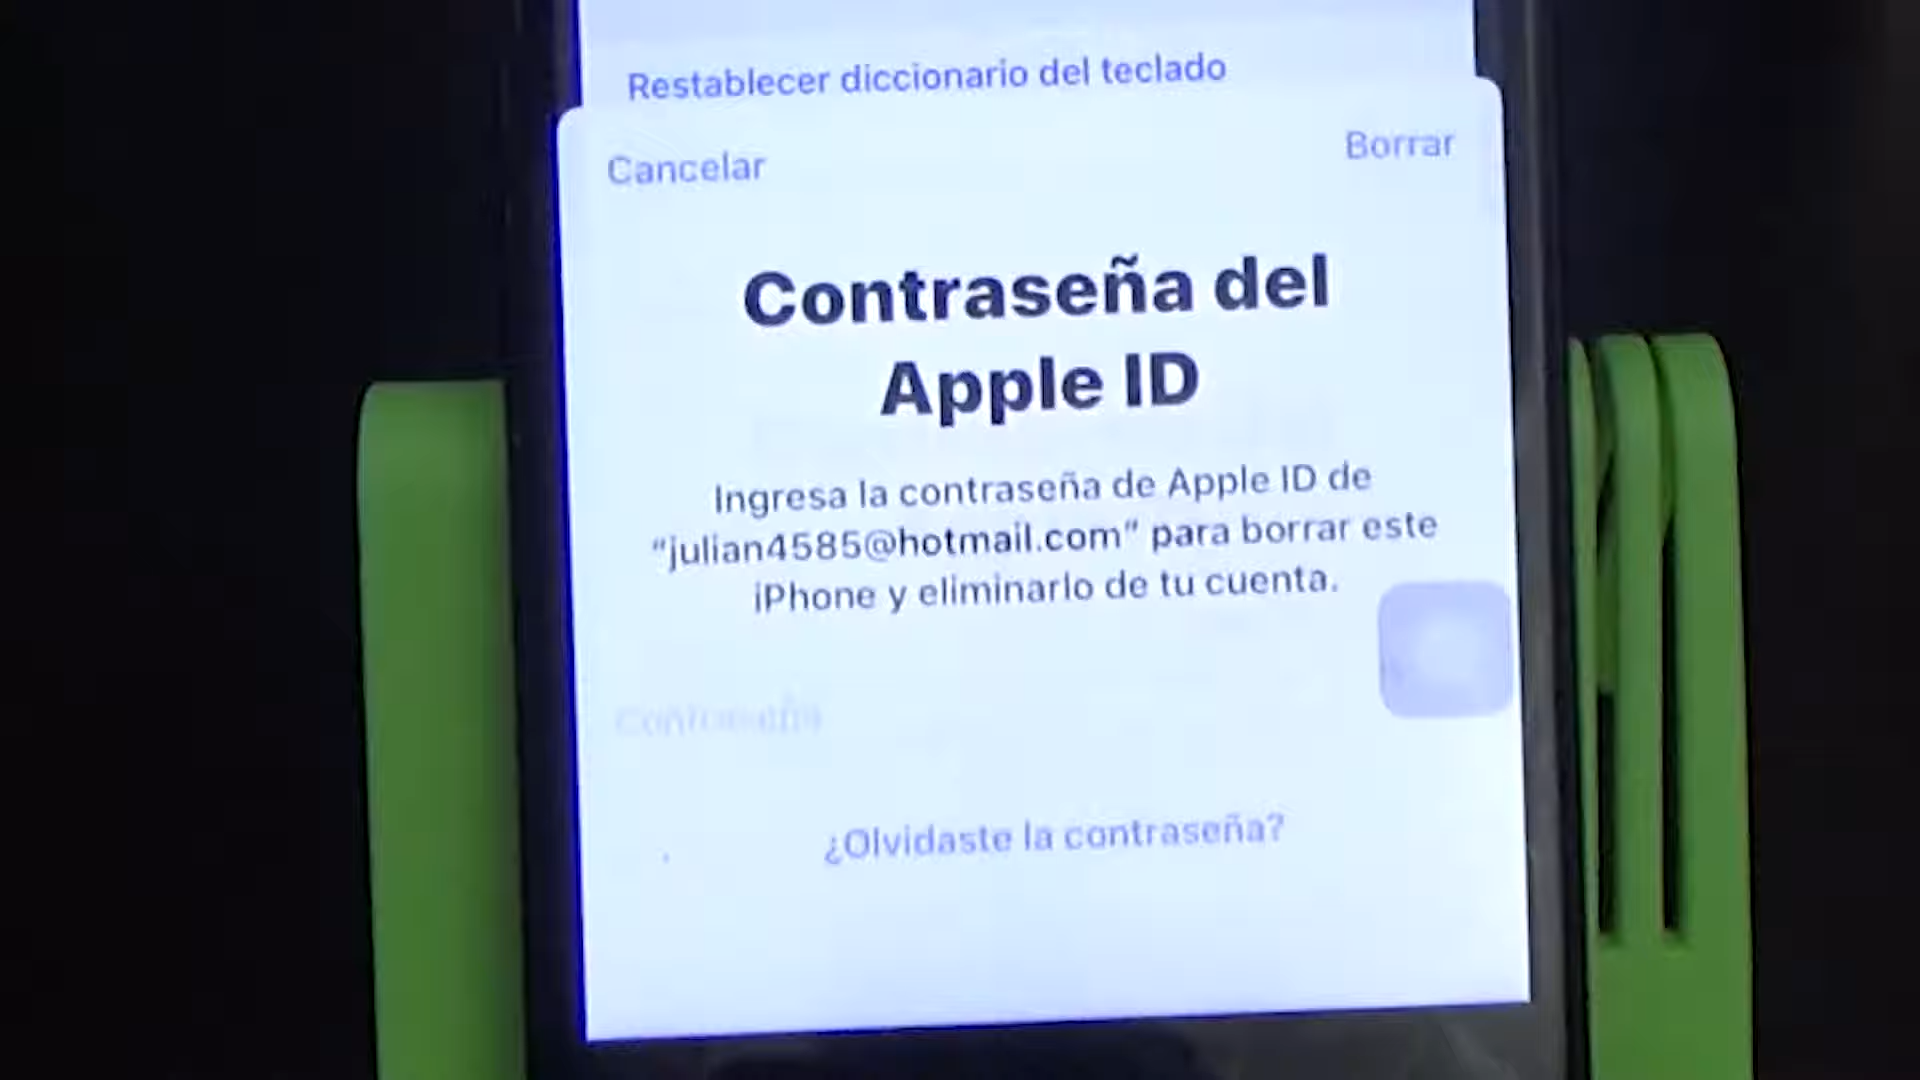 Restablecer diccionario del teclado
Cancelar
Borrar
Contraseña del
Apple ID
Ingresa la contraseña de Apple ID de
“julian4585@hotmail.com” para borrar este
iPhone y eliminarlo de tu cuenta.
Contraseña
¿Olvidaste la contraseña?